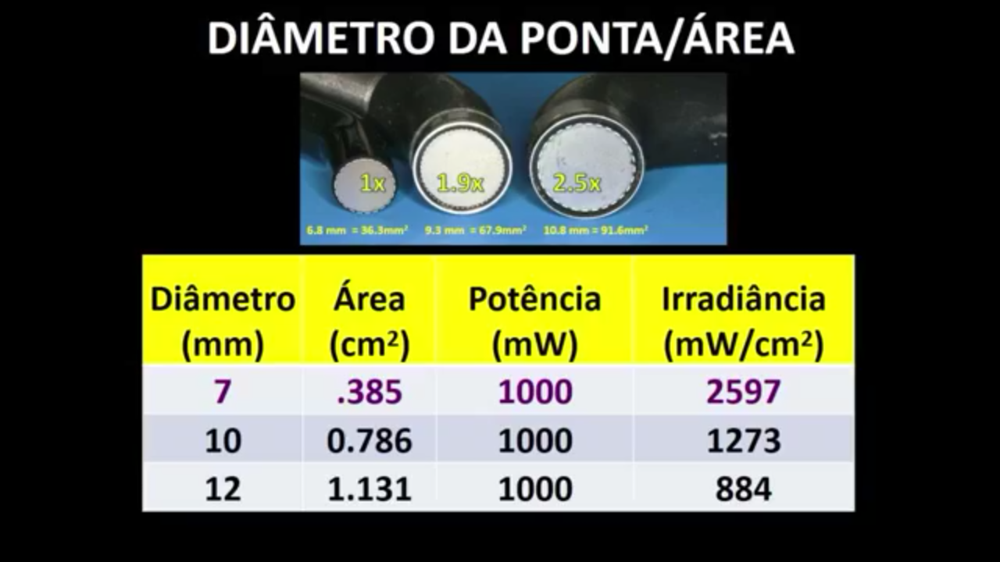 DIÂMETRO DA PONTA/ÁREA
1x 1.9x 2.5x
6.8 mm = 36.3mm² 9.3 mm = 67.9mm² 10.8 mm = 91.6mm²
Diâmetro (mm) Área (cm²) Potência (mW) Irradiância (mW/cm²)
7 .385 1000 2597
10 0.786 1000 1273
12 1.131 1000 884